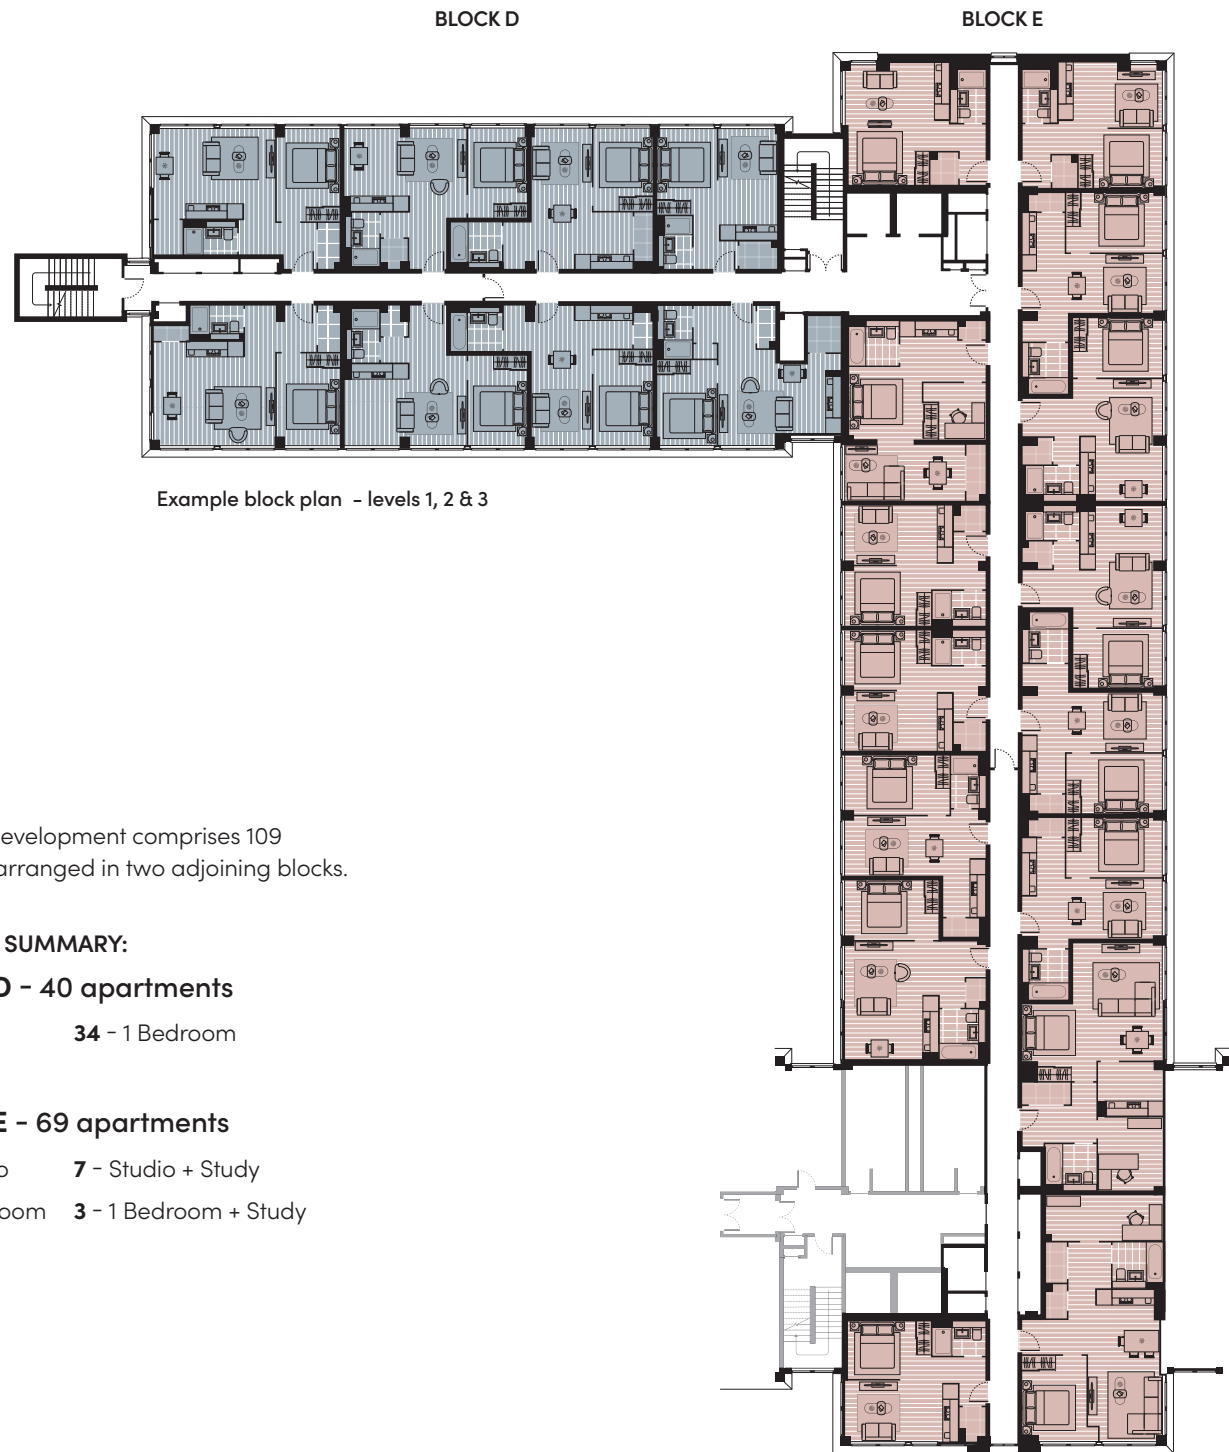 BLOCK D
BLOCK E
Example block plan - levels 1, 2 & 3
evelopment comprises 109
arranged in two adjoining blocks.
SUMMARY:
- 40 apartments
34 - 1 Bedroom
E - 69 apartments
7 - Studio + Study
3 - 1 Bedroom + Study